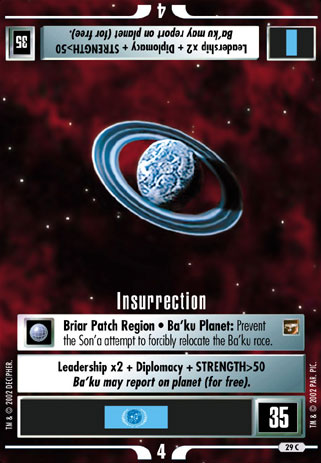 4
35
Leadership x2 + Diplomacy + STRENGTH>50
Ba'ku may report on planet (for free).
Insurrection
Briar Patch Region • Ba'ku Planet: Prevent
the Son'a attempt to forcibly relocate the Ba'ku race.
Leadership x2 + Diplomacy + STRENGTH>50
Ba'ku may report on planet (for free).
35
TM & © 2002 DECIPHER.
TM & © 2002 PAR. PIC.
4
29 C